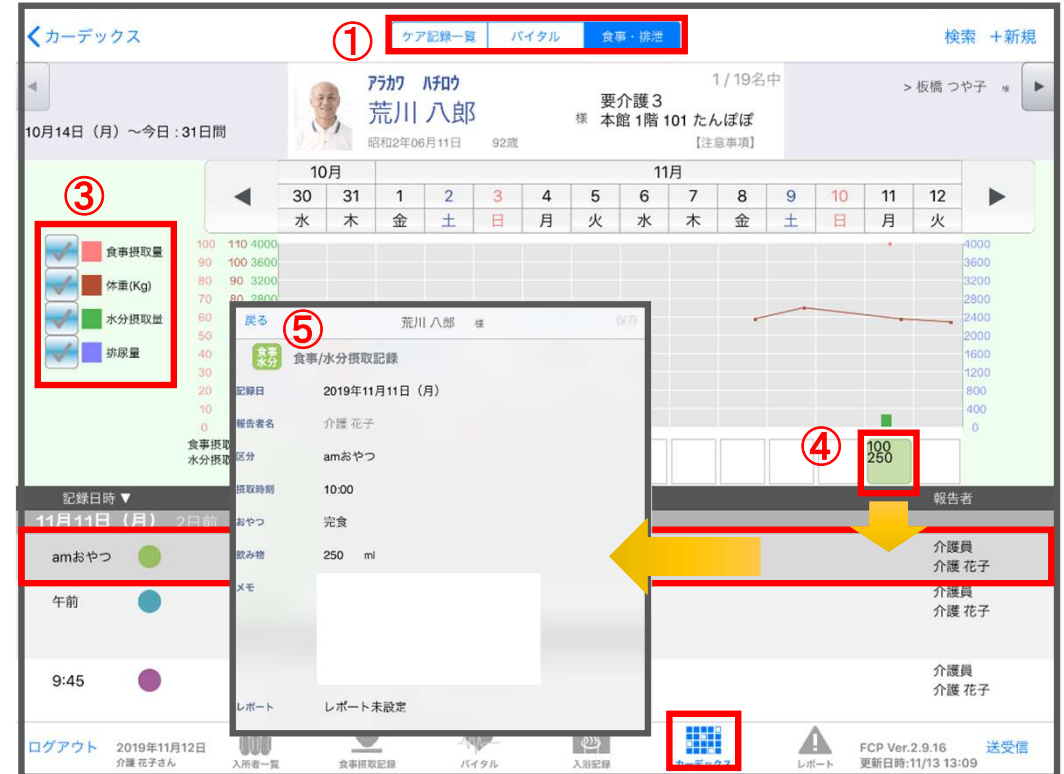 カーデックス
①
ケア記録一覧
バイタル
食事・排泄
検索 +新規
10月14日（月）～今日：31日間
アラカワ ハチロウ
荒川 八郎 様
昭和2年06月11日 92歳
1 / 19名中
要介護３
本館 1階 101 たんぽぽ
【注意事項】
> 板橋 つや子 様
③
食事摂取量
体重(Kg)
水分摂取量
排尿量
10月 11月
30 31 1 2 3 4 5 6 7 8 9 10 11 12
水 木 金 土 日 月 火 水 木 金 土 日 月 火
100 110 4000
90 100 3600
80 90 3200
70 80 2800
60
50
40
30
20
10
0
4000
3600
3200
2800
2400
2000
1600
1200
800
400
0
食事摂取
水分摂取
④
100
250
⑤
戻る 荒川 八郎 様 保存
食事
水分
食事/水分摂取記録
記録日 2019年11月11日（月）
報告者名 介護 花子
区分 amおやつ
摂取時刻 10:00
おやつ 完食
飲み物 250 ml
メモ
レポート レポート未設定
記録日時 ▼ 報告者
11月11日（月） 2日前
amおやつ
介護員
介護 花子
午前
介護員
介護 花子
9:45
介護員
介護 花子
ログアウト
2019年11月12日
介護 花子さん
入所者一覧
食事摂取記録
バイタル
入浴記録
カーデックス
レポート
FCP Ver.2.9.16
更新日時:11/13 13:09
送受信